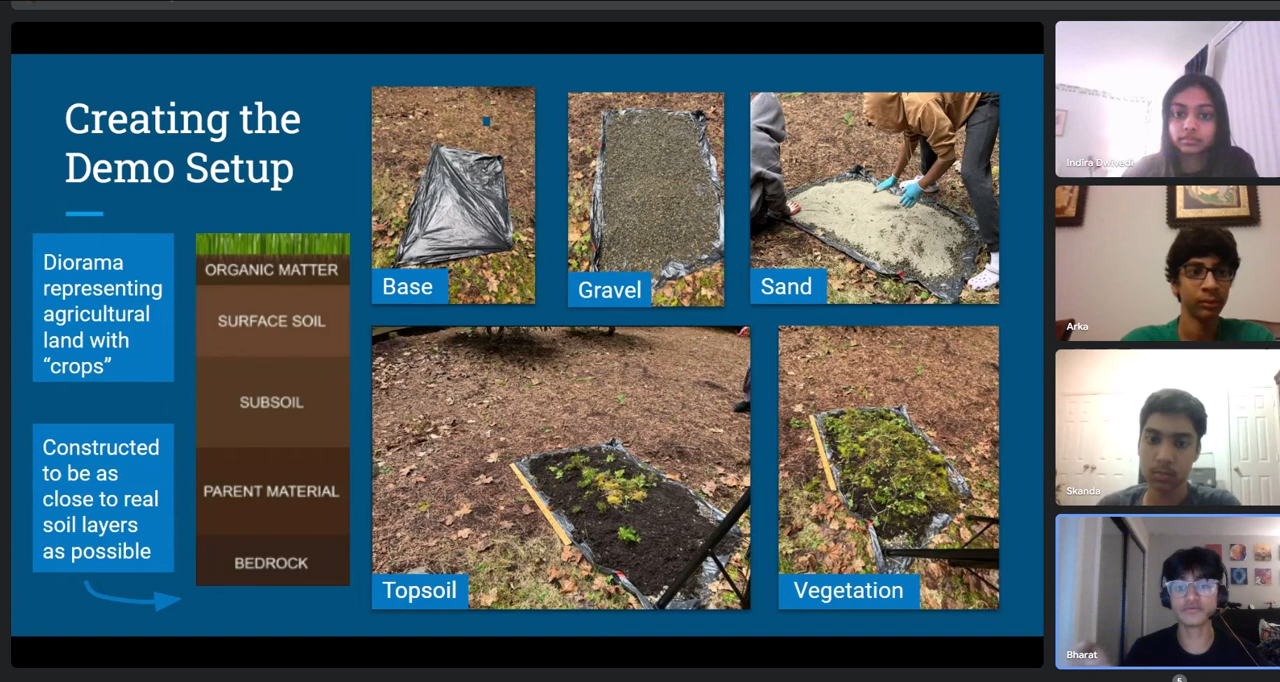 Creating the
Demo Setup
Diorama
representing
agricultural
land with
“crops”
Constructed
to be as
close to real
soil layers
as possible
ORGANIC MATTER
SURFACE SOIL
SUBSOIL
PARENT MATERIAL
BEDROCK
Base
Gravel
Sand
Topsoil
Vegetation
Indira Dwivedi
Arka
Skanda
Bharat
5